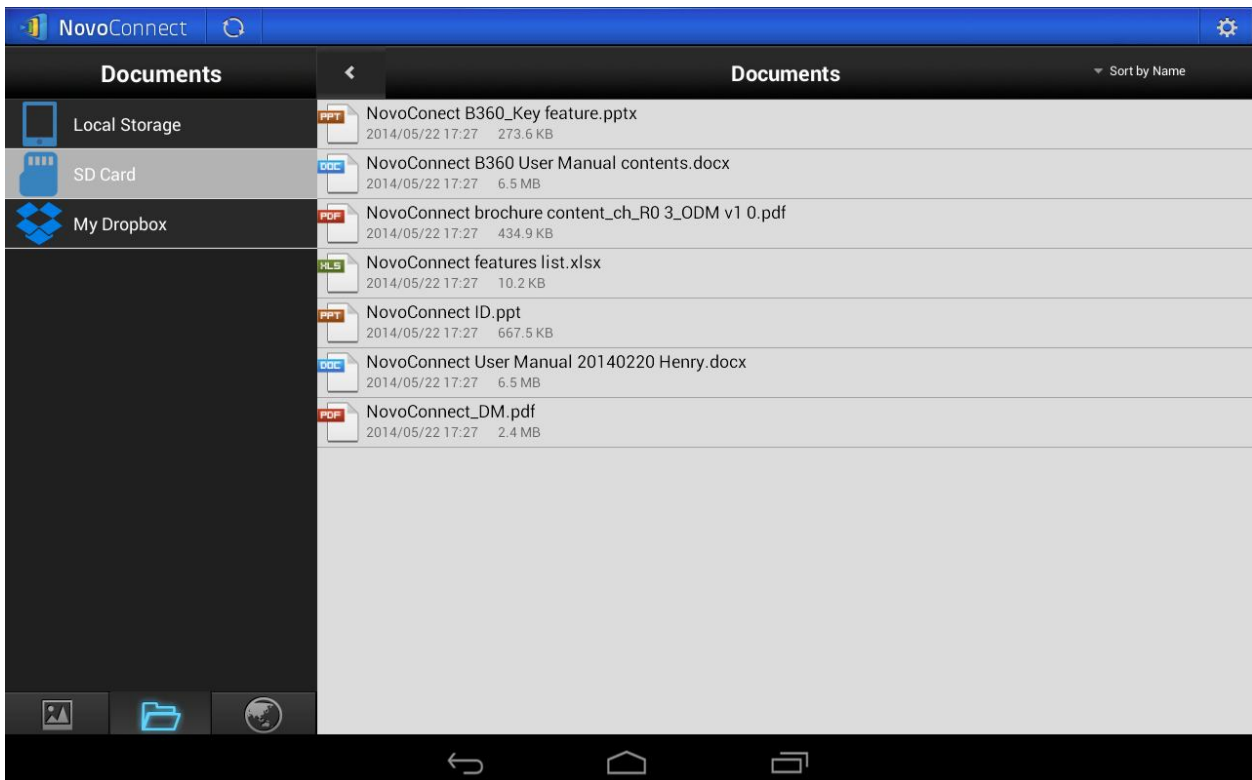 NovoConnect
Documents
Documents
Sort by Name
Local Storage
SD Card
My Dropbox
PPT
NovoConect B360_Key feature.pptx
2014/05/22 17:27 273.6 KB
DOC
NovoConnect B360 User Manual contents.docx
2014/05/22 17:27 6.5 MB
PDF
NovoConnect brochure content_ch_R0 3_ODM v1 0.pdf
2014/05/22 17:27 434.9 KB
XLS
NovoConnect features list.xlsx
2014/05/22 17:27 10.2 KB
PPT
NovoConnect ID.ppt
2014/05/22 17:27 667.5 KB
DOC
NovoConnect User Manual 20140220 Henry.docx
2014/05/22 17:27 6.5 MB
PDF
NovoConnect_DM.pdf
2014/05/22 17:27 2.4 MB